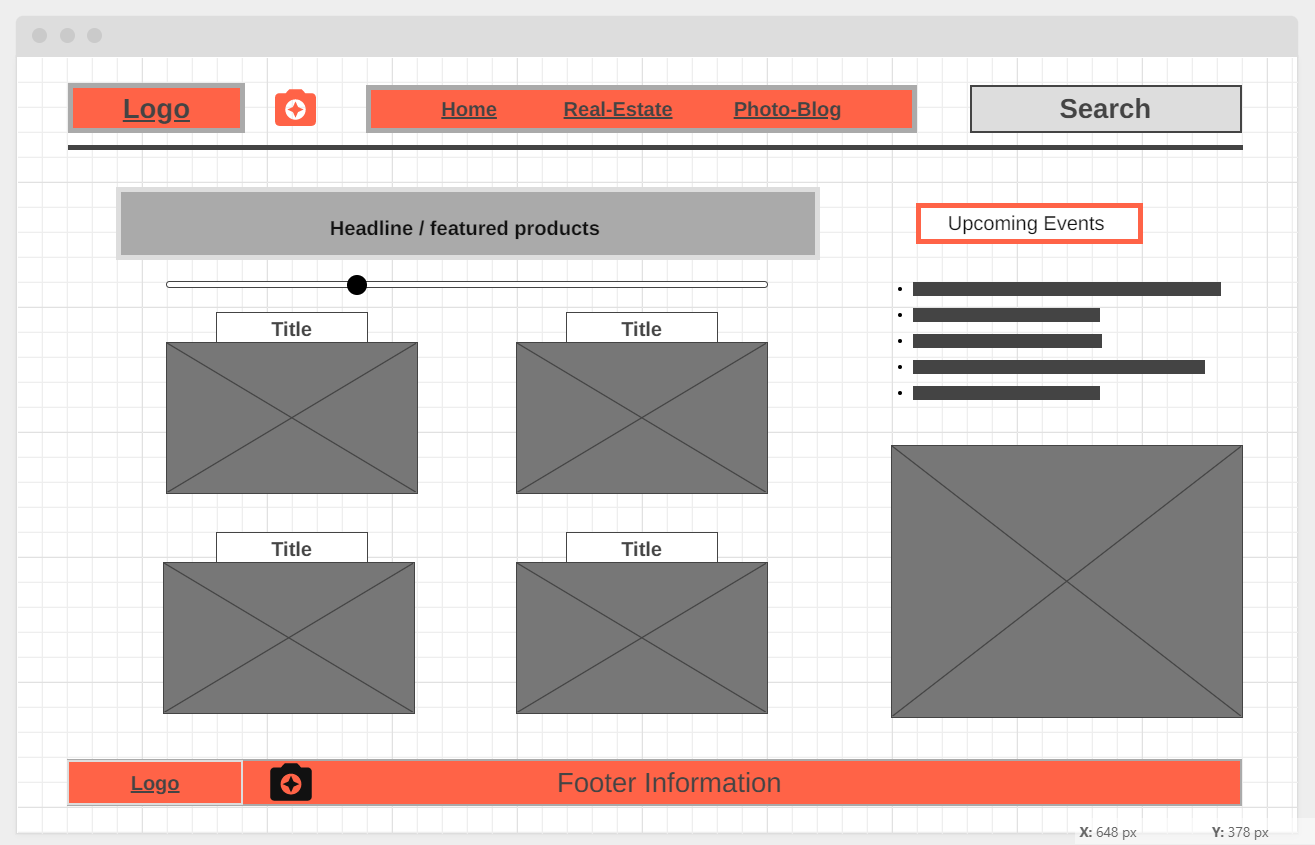 Logo
Home Real-Estate Photo-Blog
Search
Headline / featured products
Upcoming Events
Title
Title
Title
Title
Logo
Footer Information
X: 648 px Y: 378 px